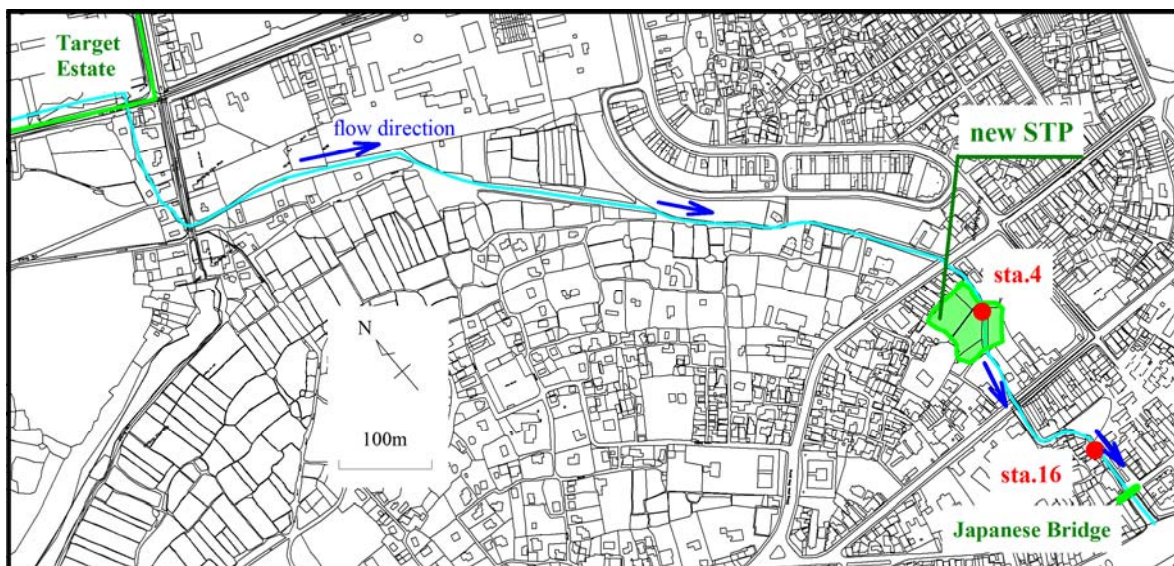 Target
Estate
flow direction
new STP
sta.4
N
100m
sta.16
Japanese Bridge